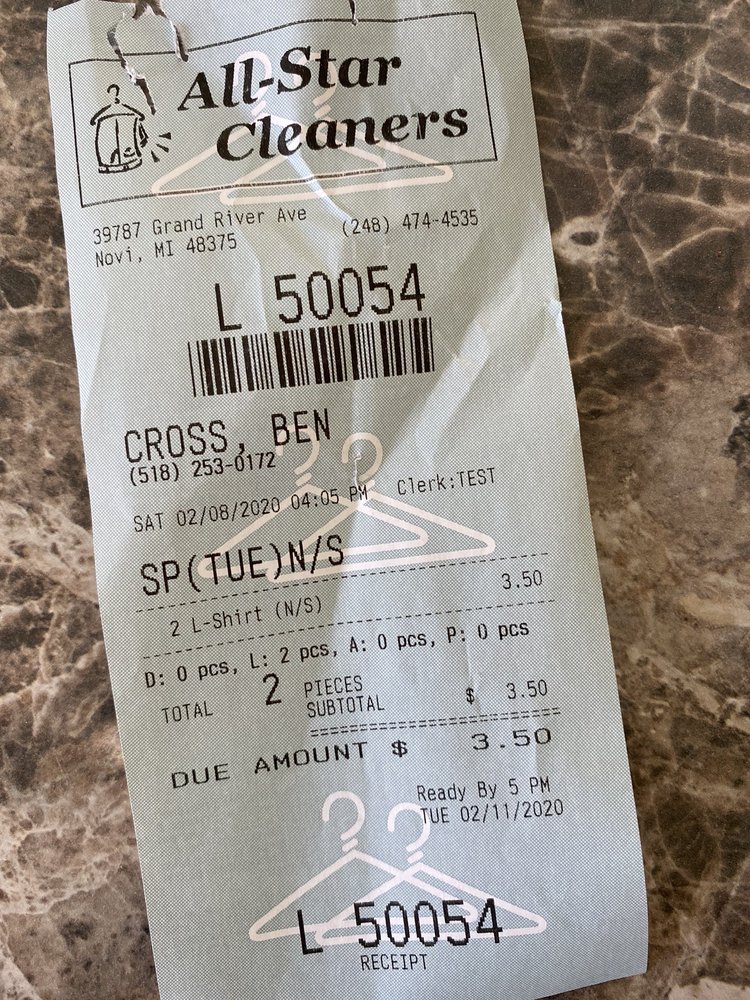 All-Star
Cleaners
39787 Grand River Ave (248) 474-4535
Novi, MI 48375
L 50054
CROSS, BEN
(518) 253-0172
SAT 02/08/2020 04:05 PM Clerk:TEST
SP(TUE)N/S
2 L-Shirt (N/S) 3.50
D: 0 pcs, L: 2 pcs, A: 0 pcs, P: 0 pcs
TOTAL 2 PIECES
SUBTOTAL $ 3.50
DUE AMOUNT $ 3.50
Ready By 5 PM
TUE 02/11/2020
L 50054
RECEIPT